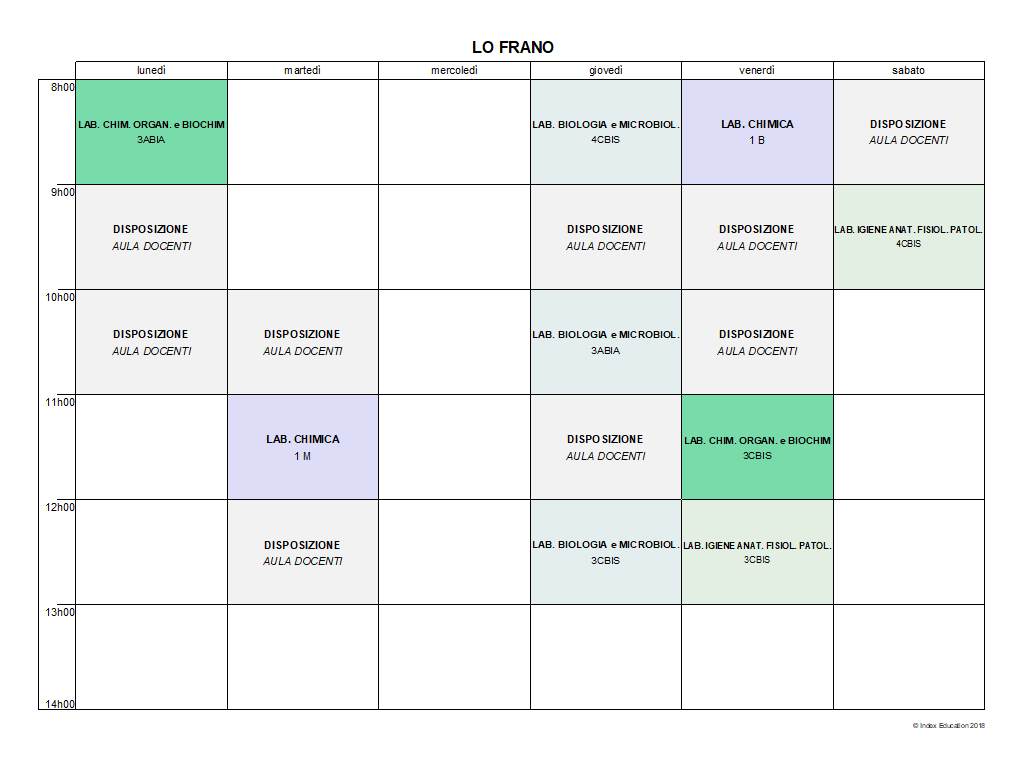 LO FRANO
lunedì martedì mercoledì giovedì venerdì sabato
8h00
LAB. CHIM. ORGAN. e BIOCHIM
3ABIA
LAB. BIOLOGIA e MICROBIOL.
4CBIS
LAB. CHIMICA
1 B
DISPOSIZIONE
AULA DOCENTI
9h00
DISPOSIZIONE
AULA DOCENTI
DISPOSIZIONE
AULA DOCENTI
DISPOSIZIONE
AULA DOCENTI
LAB. IGIENE ANAT. FISIOL. PATOL.
4CBIS
10h00
DISPOSIZIONE
AULA DOCENTI
DISPOSIZIONE
AULA DOCENTI
LAB. BIOLOGIA e MICROBIOL.
3ABIA
DISPOSIZIONE
AULA DOCENTI
11h00
LAB. CHIMICA
1 M
DISPOSIZIONE
AULA DOCENTI
LAB. CHIM. ORGAN. e BIOCHIM
3CBIS
12h00
DISPOSIZIONE
AULA DOCENTI
LAB. BIOLOGIA e MICROBIOL.
3CBIS
LAB. IGIENE ANAT. FISIOL. PATOL.
3CBIS
13h00
14h00
© Index Education 2018